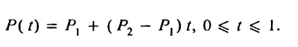 P(t) = P₁ + (P₂ − P₁) t, 0 ⩽ t ⩽ 1.